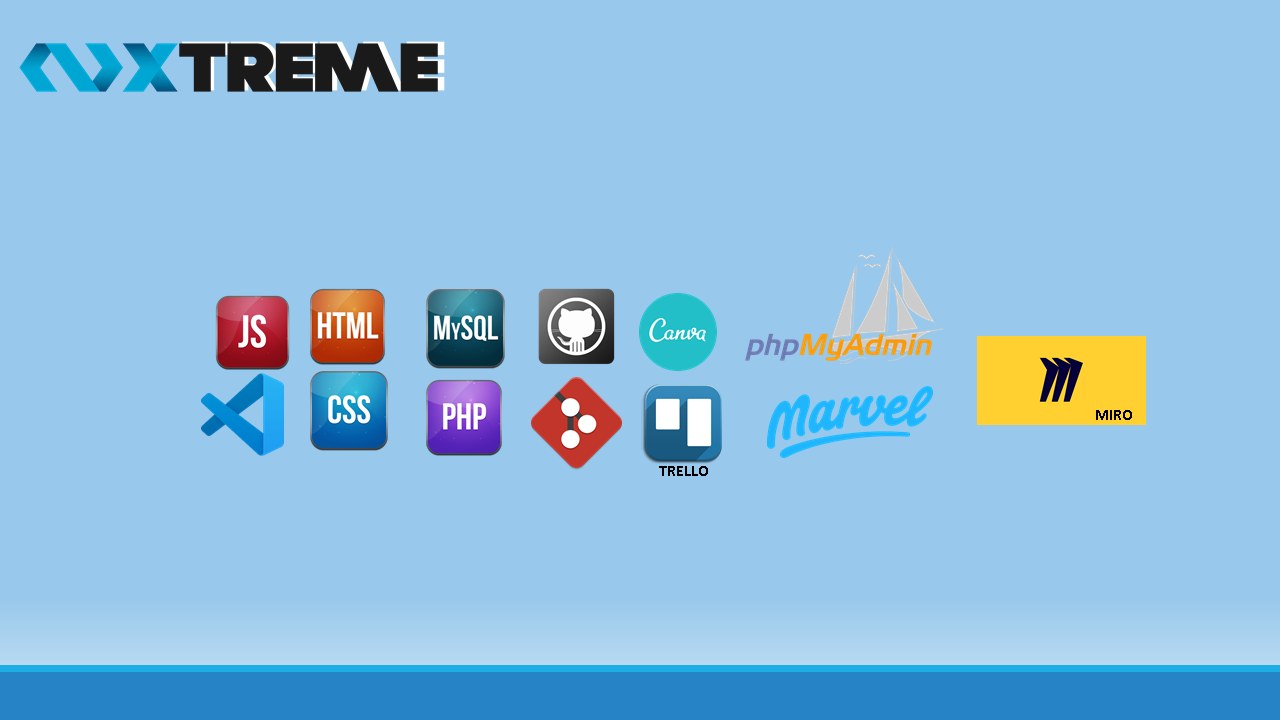 XTREME
JS
HTML
MySQL
Canva
phpMyAdmin
CSS
PHP
TRELLO
Marvel
MIRO